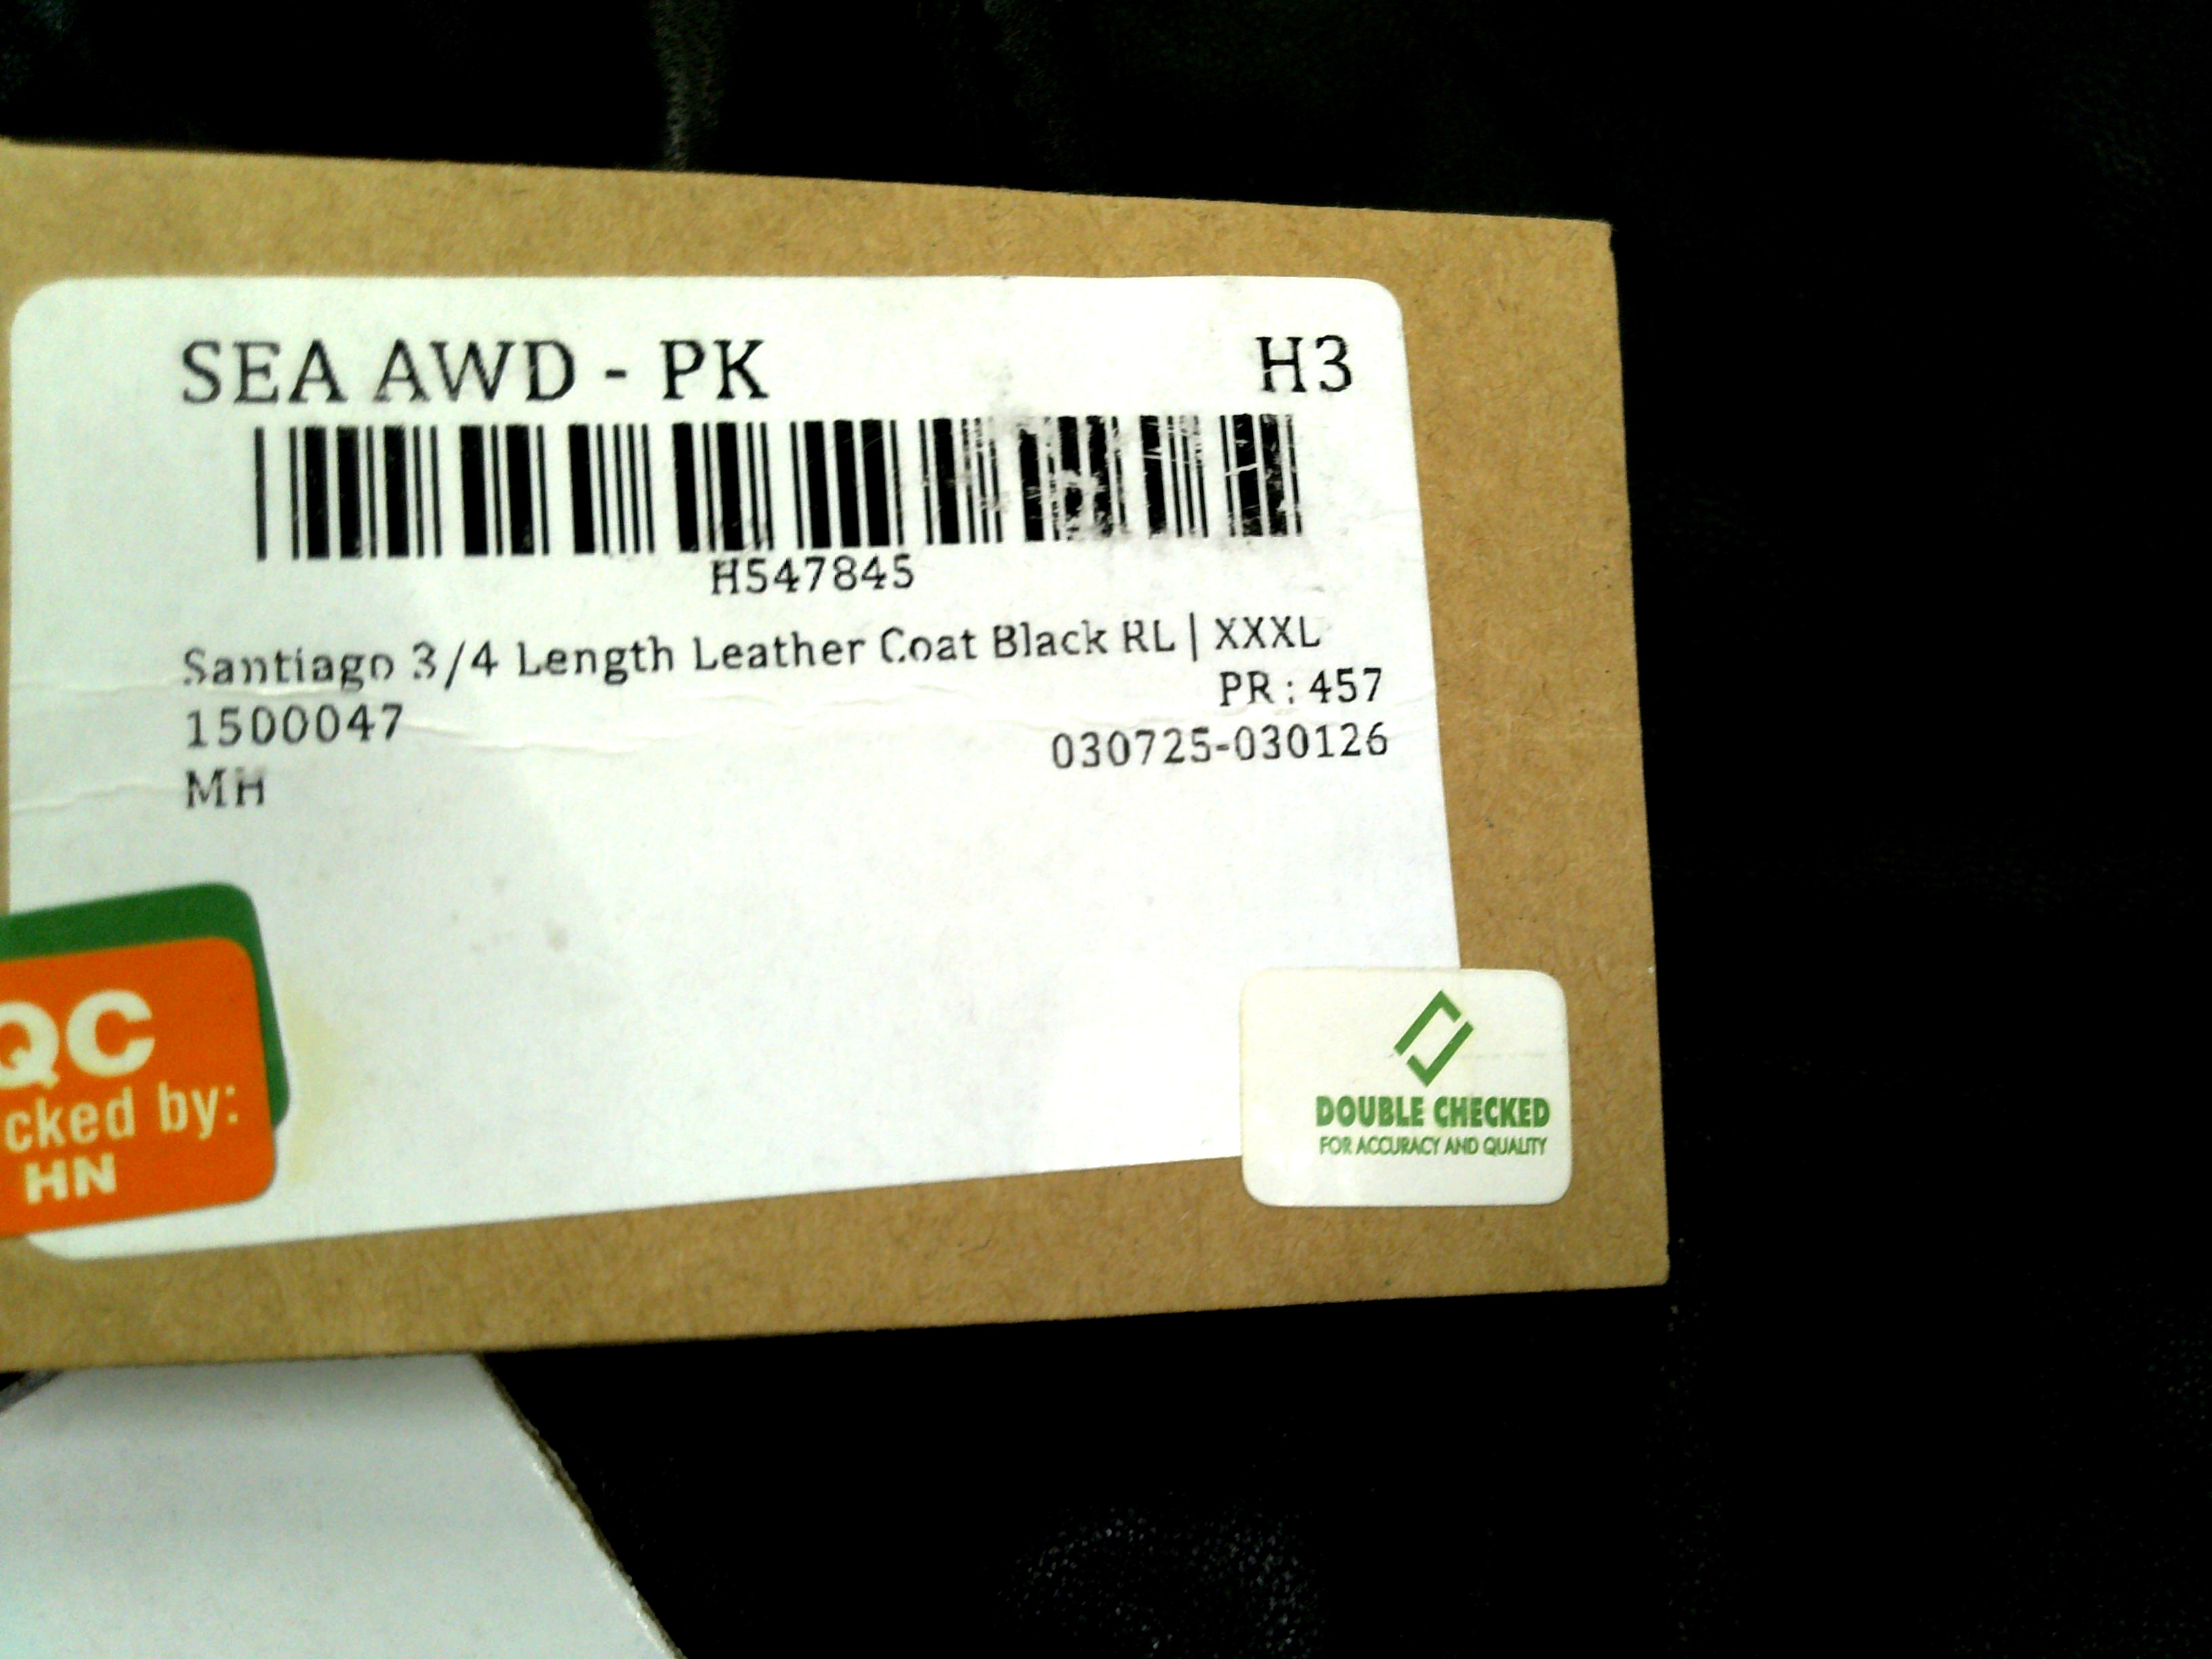 SEA AWD - PK H3
H547845
Santiago 3/4 Length Leather Coat Black RL | XXXL
PR : 457
1500047
030725-030126
MH
QC
cked by:
HN
DOUBLE CHECKED
FOR ACCURACY AND QUALITY